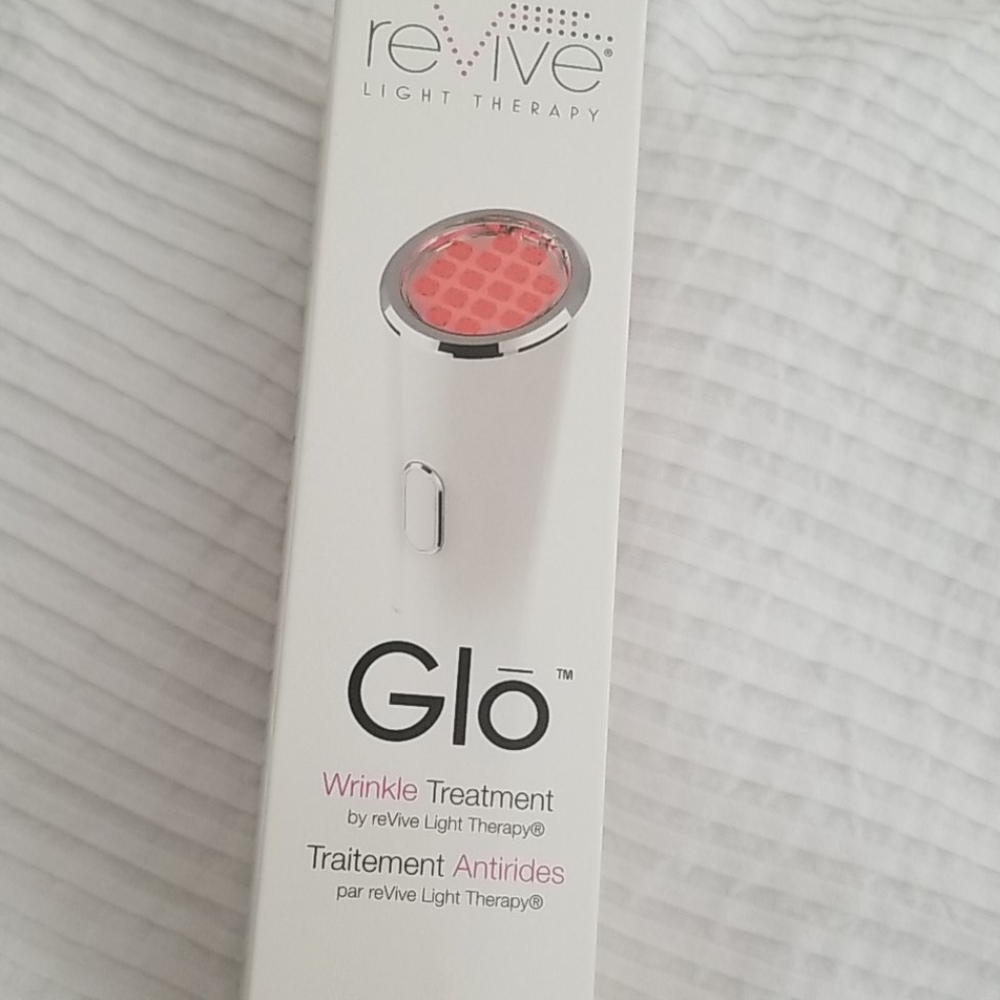 reVive®
LIGHT THERAPY
Glō™
Wrinkle Treatment
by reVive Light Therapy®
Traitement Antirides
par reVive Light Therapy®